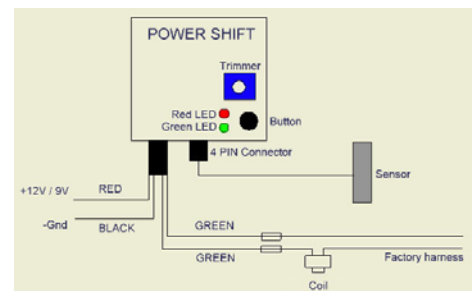 POWER SHIFT
Trimmer
Red LED
Green LED
Button
4 PIN Connector
Sensor
+12V / 9V
RED
-Gnd
BLACK
GREEN
GREEN
Factory harness
Coil